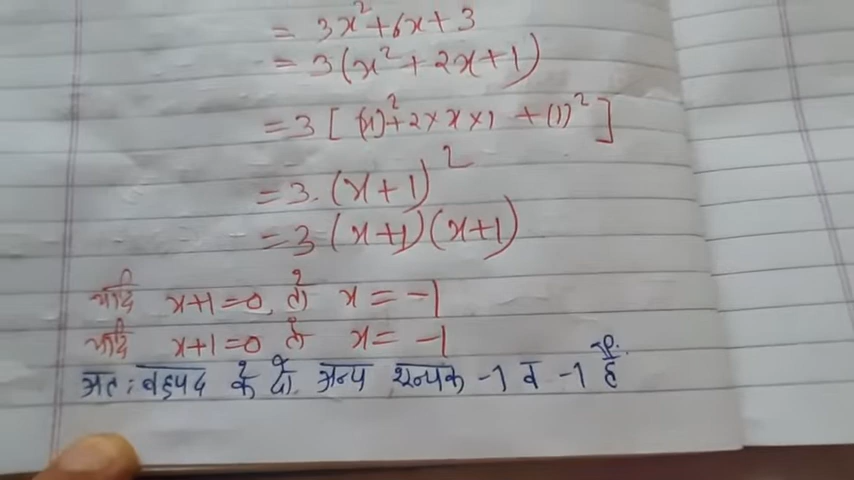 = 3x² + 6x + 3
= 3(x² + 2x + 1)
= 3 [ (x)² + 2 × x × 1 + (1)² ]
= 3. (x + 1)²
= 3 (x + 1) (x + 1)
यदि x + 1 = 0, तो x = -1
यदि x + 1 = 0 तो x = -1
अतः बहुपद के दो अन्य शून्यक -1 व -1 हैं.